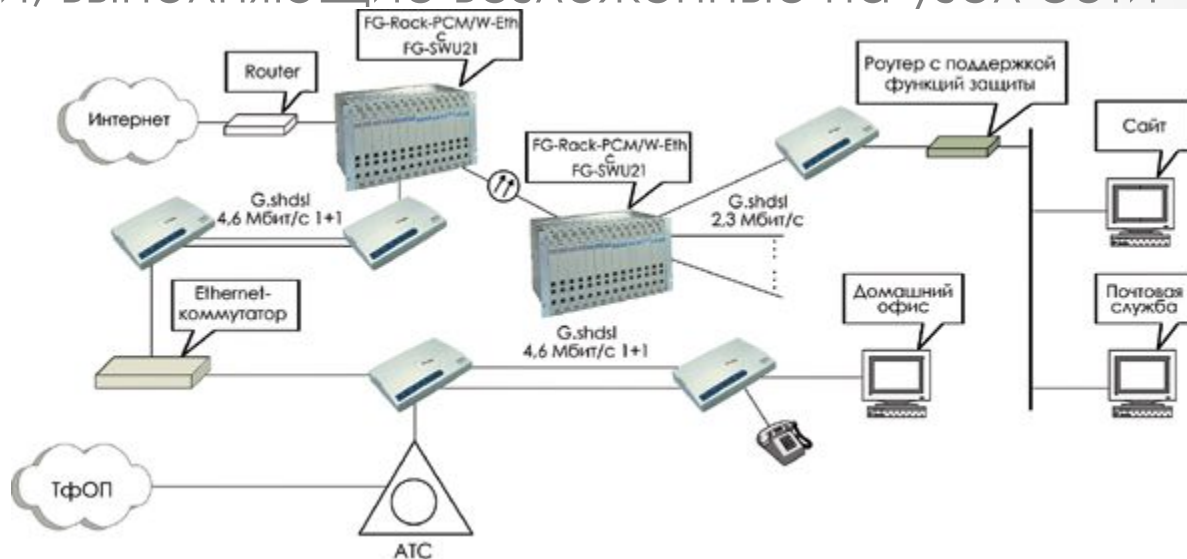 FG-Rack-PCM/W-Eth
с
FG-SWU21
Router
Интернет
FG-Rack-PCM/W-Eth
с
FG-SWU21
Роутер с поддержкой
функций защиты
Сайт
G.shdsl
4,6 Мбит/с 1+1
G.shdsl
2,3 Мбит/с
Ethernet-
коммутатор
G.shdsl
4,6 Мбит/с 1+1
Домашний
офис
Почтовая
служба
ТфОП
АТС